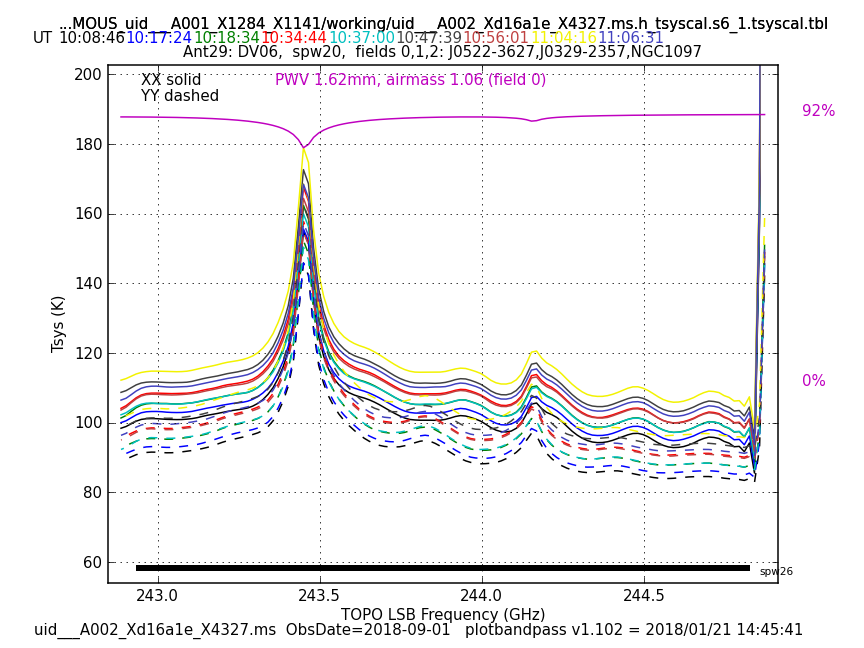 ...MOUS_uid___A001_X1284_X1141/working/uid___A002_Xd16a1e_X4327.ms.h_tsyscal.s6_1.tsyscal.tbl
UT 10:08:46 10:17:24 10:18:34 10:34:44 10:37:00 10:47:39 10:56:01 11:04:16 11:06:31
Ant29: DV06, spw20, fields 0,1,2: J0522-3627,J0329-2357,NGC1097
XX solid
YY dashed
PWV 1.62mm, airmass 1.06 (field 0)
92%
0%
200
180
160
140
120
100
80
60
Tsys (K)
spw26
243.0 243.5 244.0 244.5
TOPO LSB Frequency (GHz)
uid___A002_Xd16a1e_X4327.ms ObsDate=2018-09-01 plotbandpass v1.102 = 2018/01/21 14:45:41